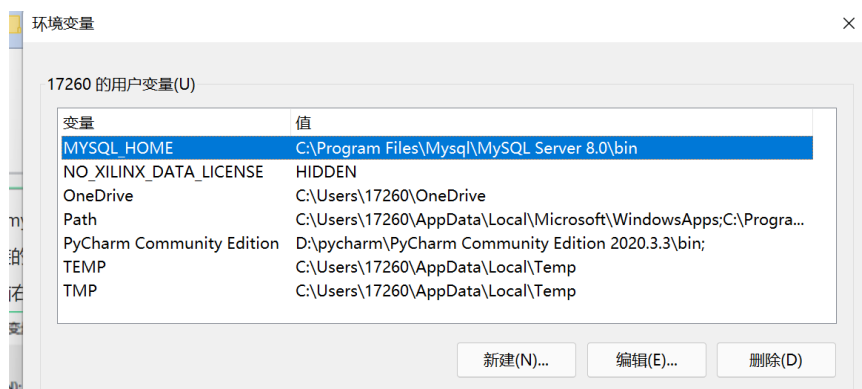 环境变量
17260 的用户变量(U)
变量 值
MYSQL_HOME C:\Program Files\Mysql\MySQL Server 8.0\bin
NO_XILINX_DATA_LICENSE HIDDEN
OneDrive C:\Users\17260\OneDrive
Path C:\Users\17260\AppData\Local\Microsoft\WindowsApps;C:\Progra...
PyCharm Community Edition D:\pycharm\PyCharm Community Edition 2020.3.3\bin;
TEMP C:\Users\17260\AppData\Local\Temp
TMP C:\Users\17260\AppData\Local\Temp
新建(N)... 编辑(E)... 删除(D)